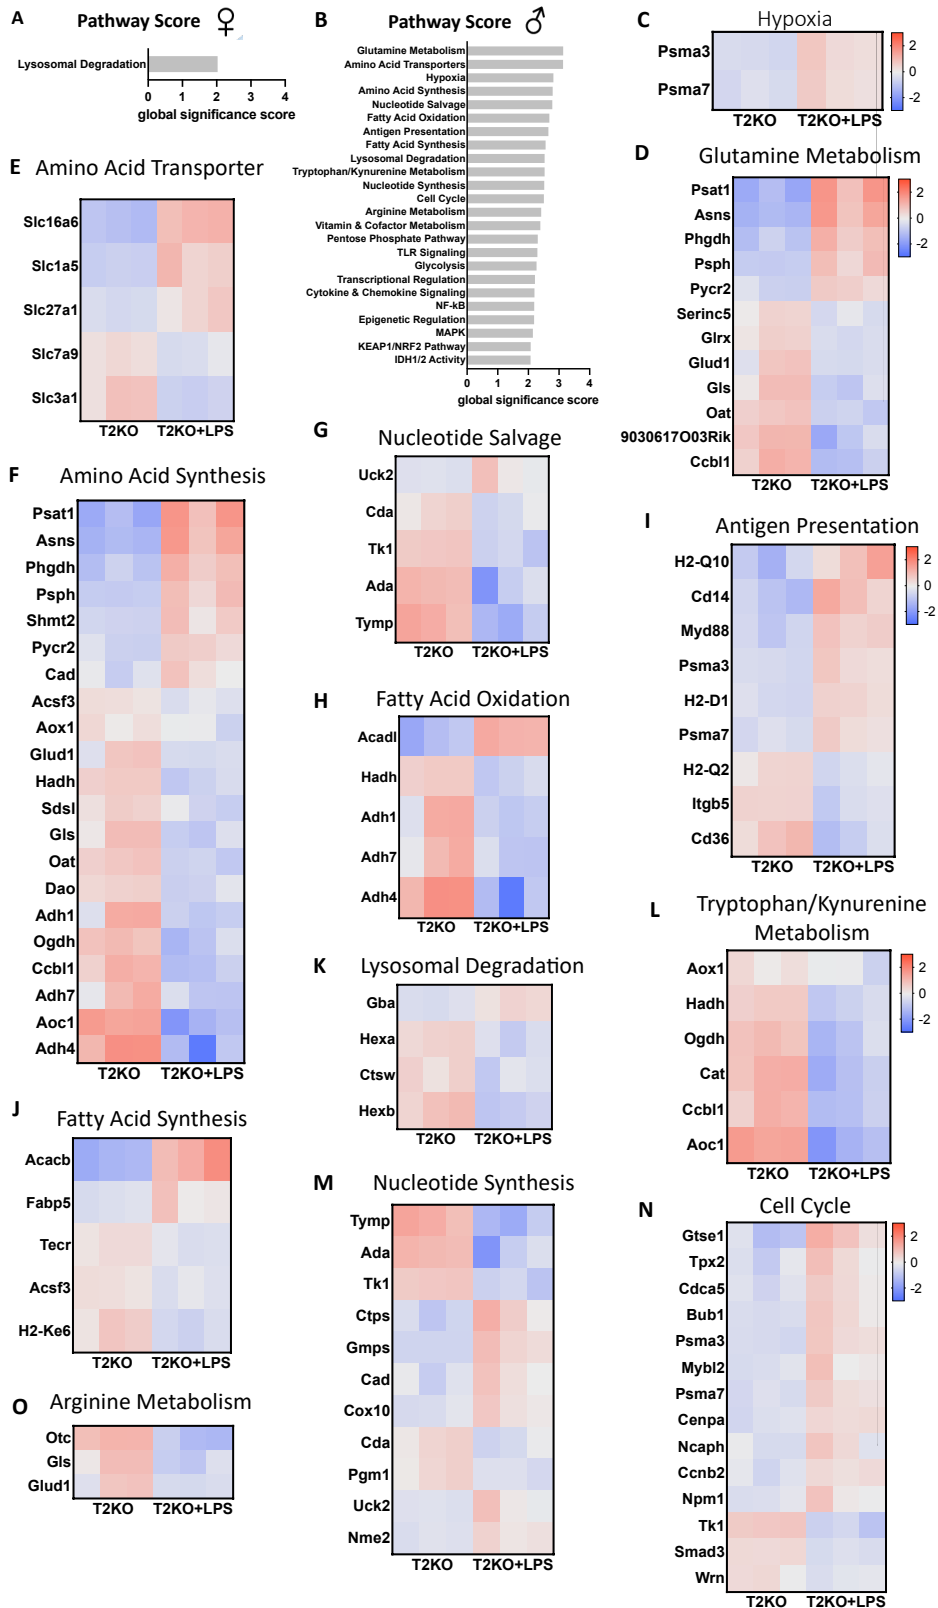 A
Pathway Score ♀
Lysosomal Degradation
0 1 2 3 4
global significance score
B
Pathway Score ♂
Glutamine Metabolism
Amino Acid Transporters
Hypoxia
Amino Acid Synthesis
Nucleotide Salvage
Fatty Acid Oxidation
Antigen Presentation
Fatty Acid Synthesis
Lysosomal Degradation
Tryptophan/Kynurenine Metabolism
Nucleotide Synthesis
Cell Cycle
Arginine Metabolism
Vitamin & Cofactor Metabolism
Pentose Phosphate Pathway
TLR Signaling
Glycolysis
Transcriptional Regulation
Cytokine & Chemokine Signaling
NF-kB
Epigenetic Regulation
MAPK
KEAP1/NRF2 Pathway
IDH1/2 Activity
0 1 2 3 4
global significance score
C
Hypoxia
Psma3
Psma7
T2KO T2KO+LPS
2
0
-2
D
Glutamine Metabolism
Psat1
Asns
Phgdh
Psph
Pycr2
Serinc5
Glrx
Glud1
Gls
Oat
9030617O03Rik
Ccbl1
T2KO T2KO+LPS
2
0
-2
E
Amino Acid Transporter
Slc16a6
Slc1a5
Slc27a1
Slc7a9
Slc3a1
T2KO T2KO+LPS
F
Amino Acid Synthesis
Psat1
Asns
Phgdh
Psph
Shmt2
Pycr2
Cad
Acsf3
Aox1
Glud1
Hadh
Sdsl
Gls
Oat
Dao
Adh1
Ogdh
Ccbl1
Adh7
Aoc1
Adh4
T2KO T2KO+LPS
G
Nucleotide Salvage
Uck2
Cda
Tk1
Ada
Tymp
T2KO T2KO+LPS
H
Fatty Acid Oxidation
Acadl
Hadh
Adh1
Adh7
Adh4
T2KO T2KO+LPS
I
Antigen Presentation
H2-Q10
Cd14
Myd88
Psma3
H2-D1
Psma7
H2-Q2
Itgb5
Cd36
T2KO T2KO+LPS
2
0
-2
J
Fatty Acid Synthesis
Acacb
Fabp5
Tecr
Acsf3
H2-Ke6
T2KO T2KO+LPS
K
Lysosomal Degradation
Gba
Hexa
Ctsw
Hexb
T2KO T2KO+LPS
L
Tryptophan/Kynurenine
Metabolism
Aox1
Hadh
Ogdh
Cat
Ccbl1
Aoc1
T2KO T2KO+LPS
2
0
-2
M
Nucleotide Synthesis
Tymp
Ada
Tk1
Ctps
Gmps
Cad
Cox10
Cda
Pgm1
Uck2
Nme2
T2KO T2KO+LPS
N
Cell Cycle
Gtse1
Tpx2
Cdca5
Bub1
Psma3
Mybl2
Psma7
Cenpa
Ncaph
Ccnb2
Npm1
Tk1
Smad3
Wrn
T2KO T2KO+LPS
2
0
-2
O
Arginine Metabolism
Otc
Gls
Glud1
T2KO T2KO+LPS